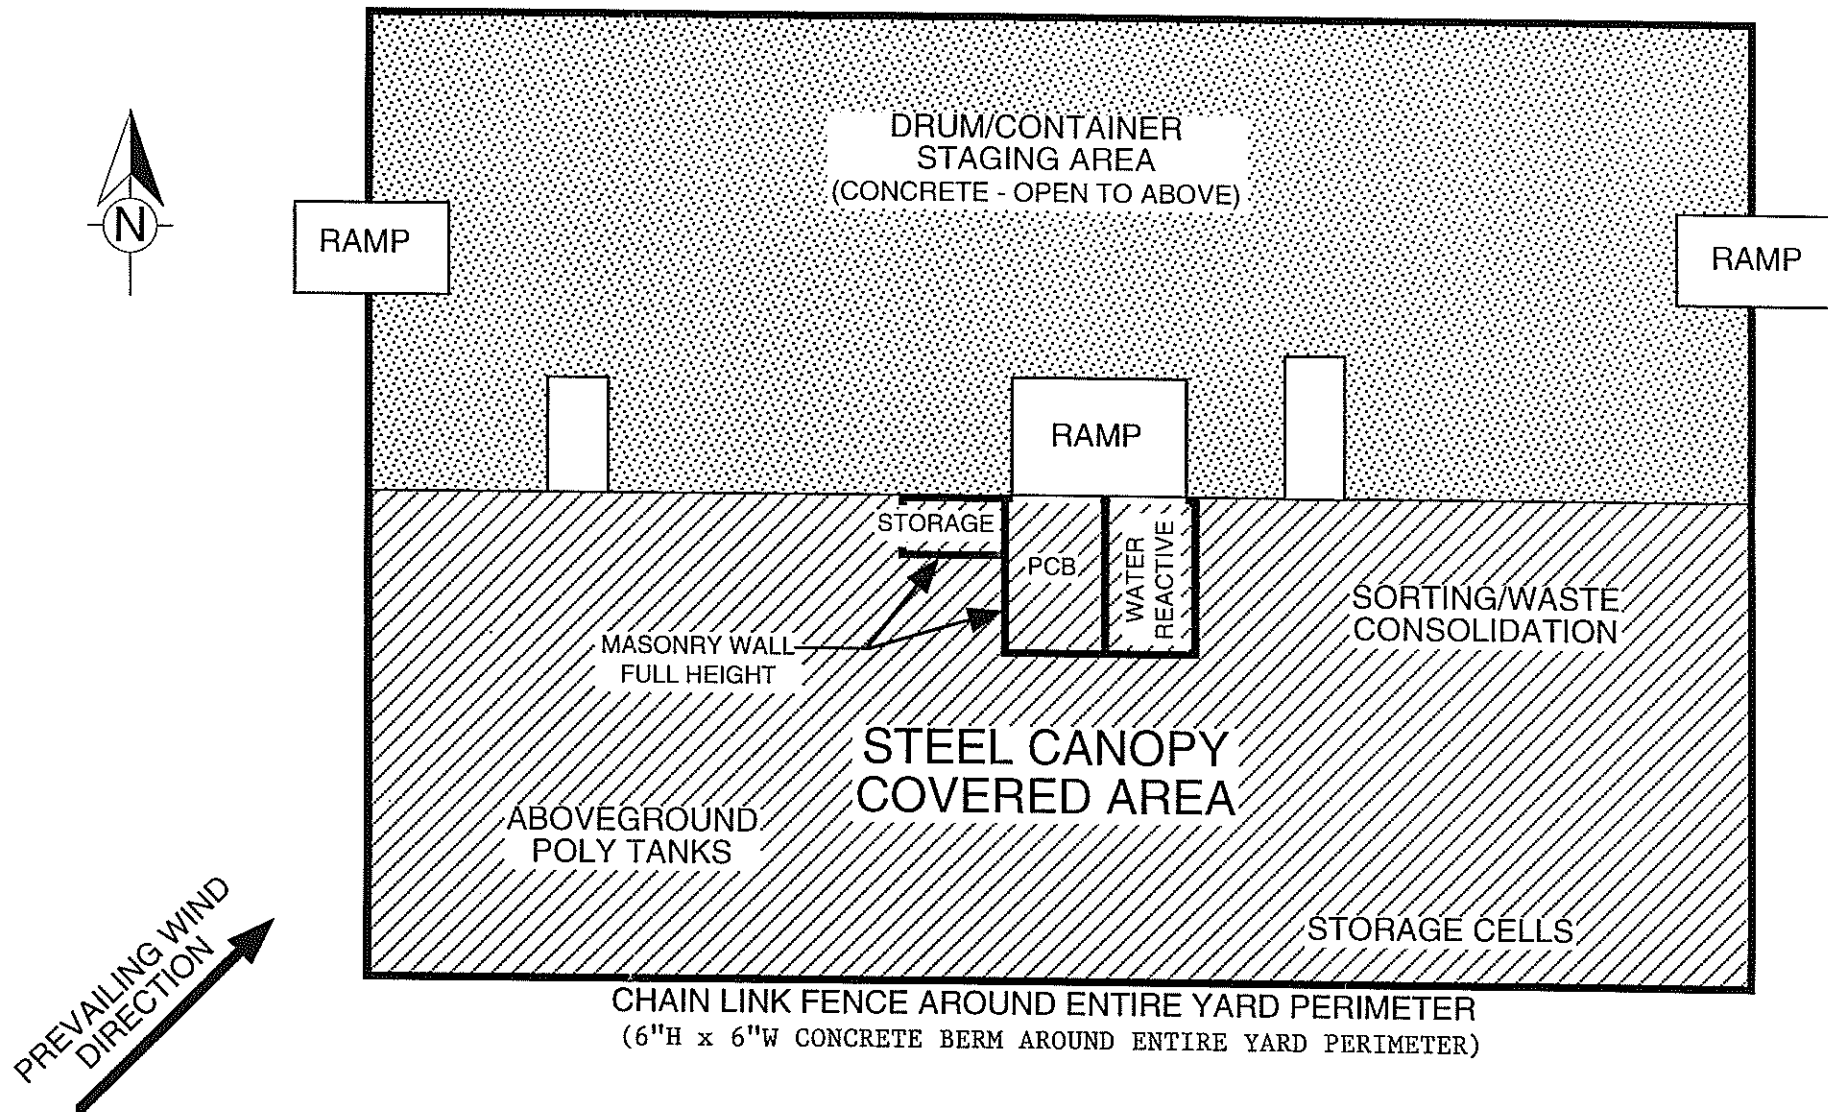 DRUM/CONTAINER
STAGING AREA
(CONCRETE - OPEN TO ABOVE)
N
RAMP
RAMP
RAMP
STORAGE
PCB
WATER
REACTIVE
SORTING/WASTE
CONSOLIDATION
MASONRY WALL
FULL HEIGHT
STEEL CANOPY
COVERED AREA
ABOVEGROUND
POLY TANKS
STORAGE CELLS
PREVAILING WIND
DIRECTION
CHAIN LINK FENCE AROUND ENTIRE YARD PERIMETER
(6"H x 6"W CONCRETE BERM AROUND ENTIRE YARD PERIMETER)